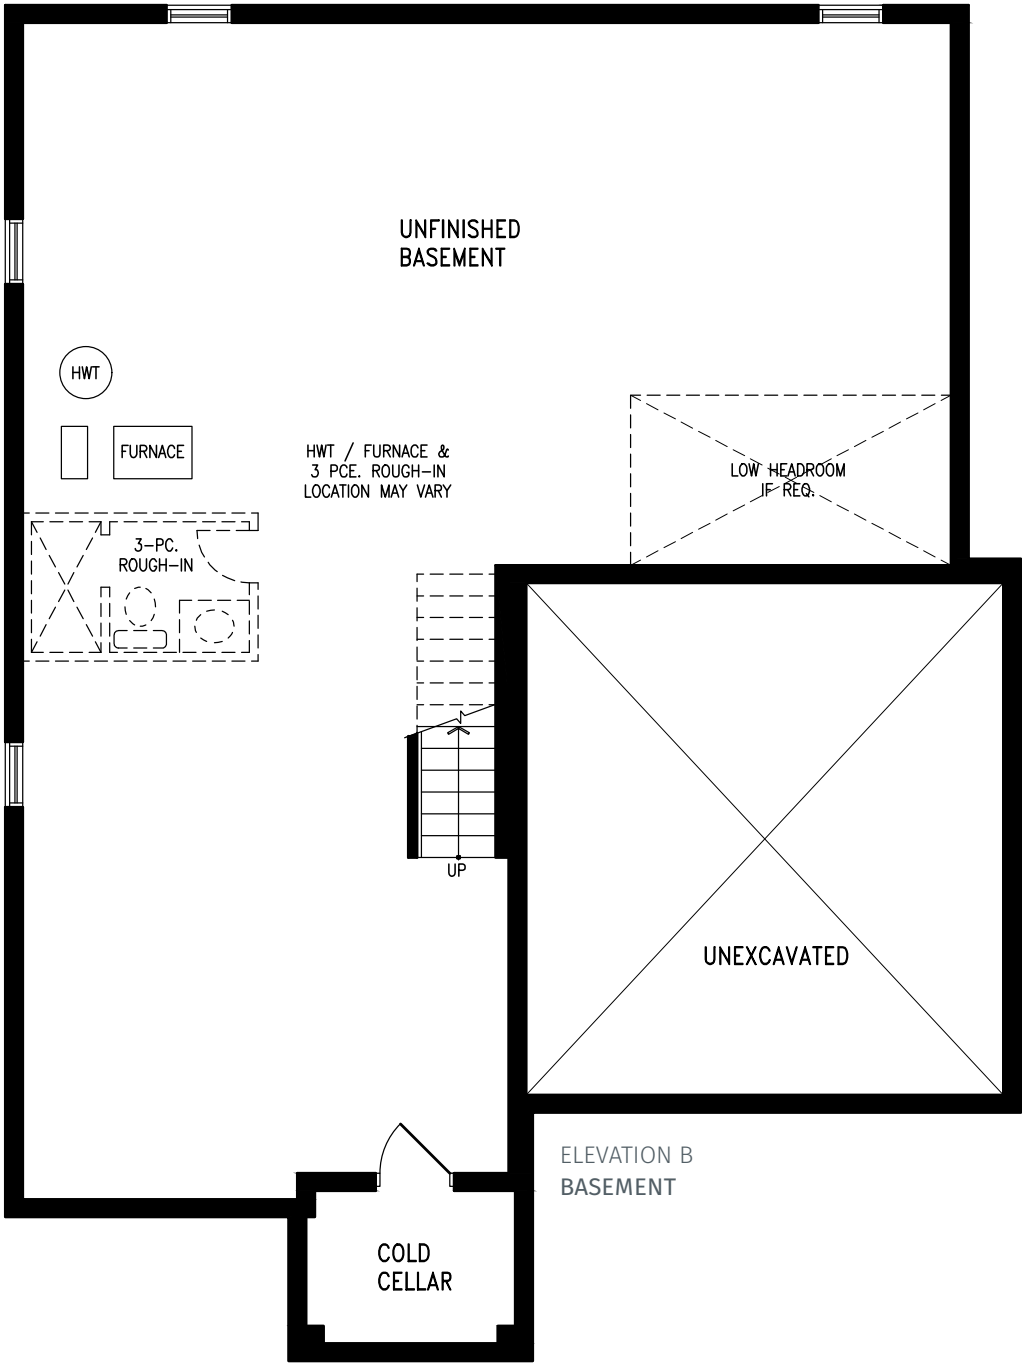 UNFINISHED
BASEMENT
HWT
FURNACE
HWT / FURNACE &
3 PCE. ROUGH-IN
LOCATION MAY VARY
LOW HEADROOM
IF REQ.
3-PC.
ROUGH-IN
UP
UNEXCAVATED
ELEVATION B
BASEMENT
COLD
CELLAR